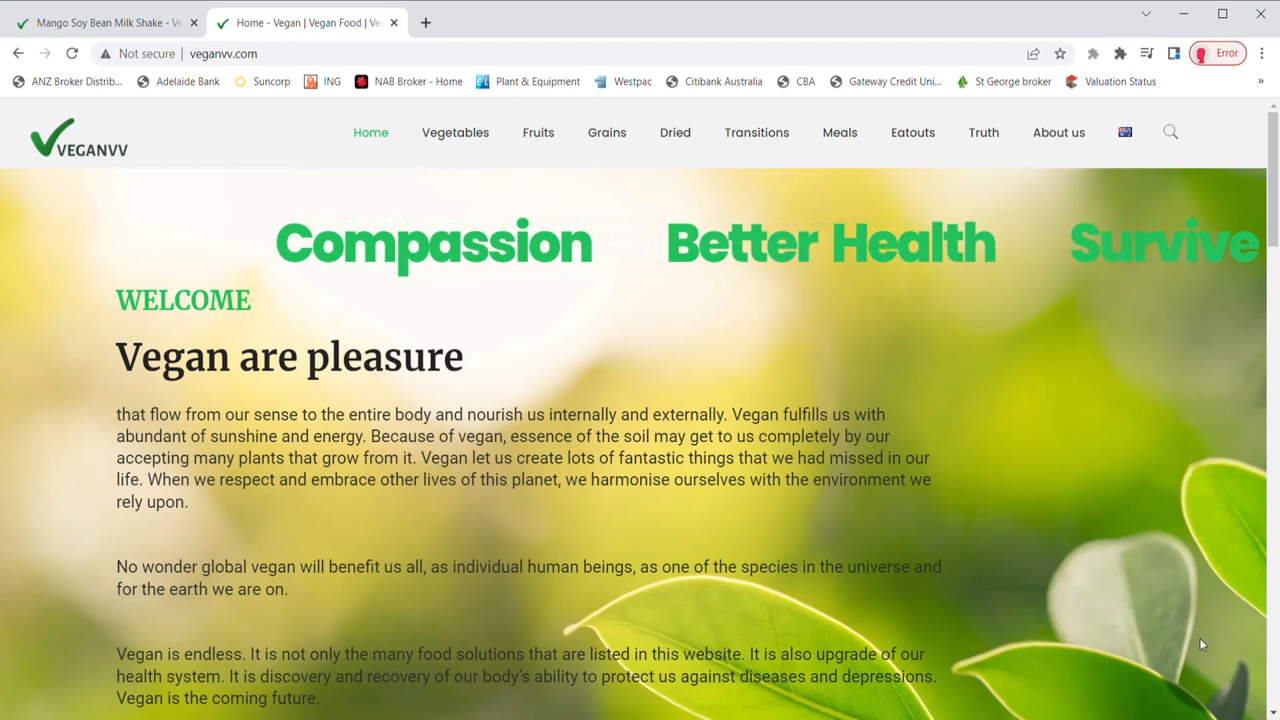 Mango Soy Bean Milk Shake - Ve
Home - Vegan | Vegan Food | Ve
Not secure | veganvv.com
Error
ANZ Broker Distrib...
Adelaide Bank
Suncorp
ING
NAB Broker - Home
Plant & Equipment
Westpac
Citibank Australia
CBA
Gateway Credit Uni...
St George broker
Valuation Status
»
VEGANVV
Home
Vegetables
Fruits
Grains
Dried
Transitions
Meals
Eatouts
Truth
About us
Compassion
Better Health
Survive
WELCOME
Vegan are pleasure
that flow from our sense to the entire body and nourish us internally and externally. Vegan fulfills us with
abundant of sunshine and energy. Because of vegan, essence of the soil may get to us completely by our
accepting many plants that grow from it. Vegan let us create lots of fantastic things that we had missed in our
life. When we respect and embrace other lives of this planet, we harmonise ourselves with the environment we
rely upon.
No wonder global vegan will benefit us all, as individual human beings, as one of the species in the universe and
for the earth we are on.
Vegan is endless. It is not only the many food solutions that are listed in this website. It is also upgrade of our
health system. It is discovery and recovery of our body's ability to protect us against diseases and depressions.
Vegan is the coming future.